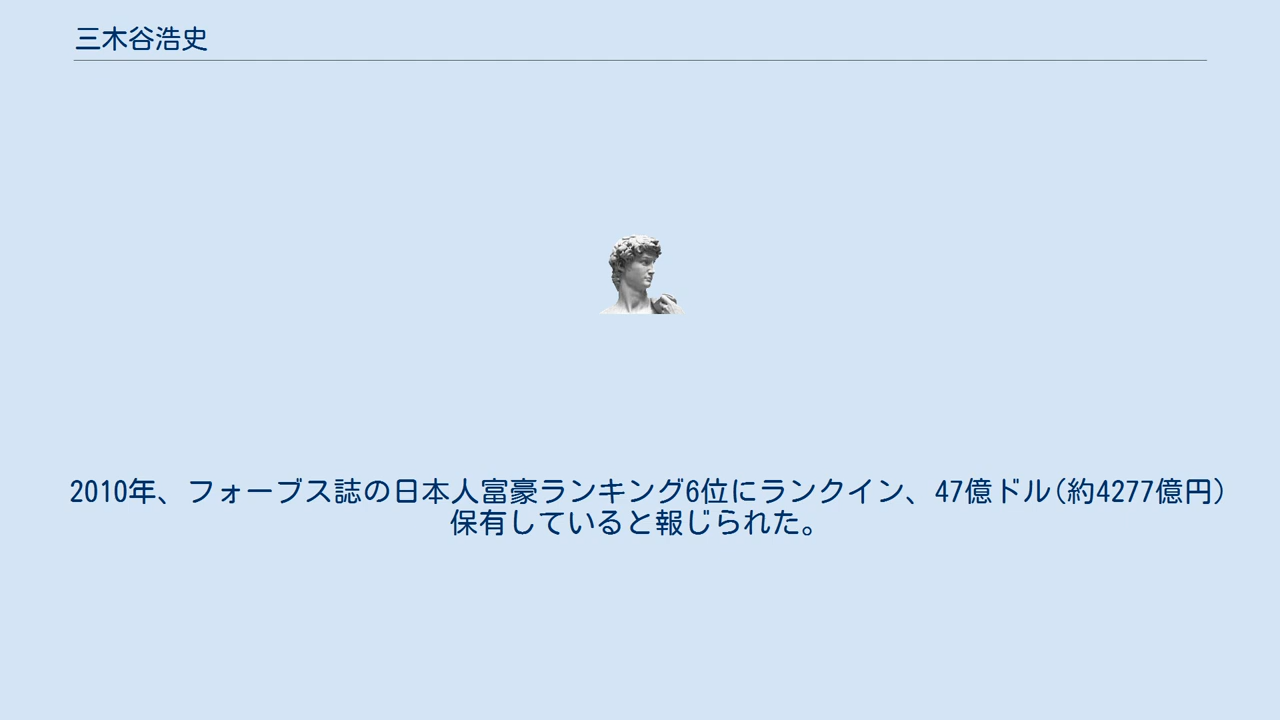 三木谷浩史
2010年、フォーブス誌の日本人富豪ランキング6位にランクイン、47億ドル(約4277億円)
保有していると報じられた。